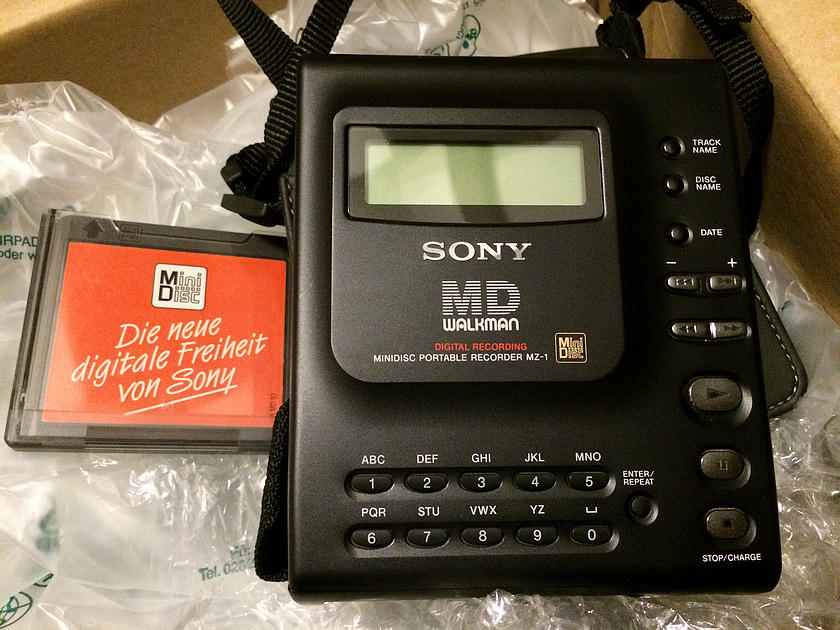 TRACK
NAME
DISC
NAME
DATE
− +
SONY
MD
WALKMAN
DIGITAL RECORDING
MINIDISC PORTABLE RECORDER MZ-1
Mini
Disc
Mini
Disc
Die neue
digitale Freiheit
von Sony
ABC DEF GHI JKL MNO
1 2 3 4 5
ENTER/
REPEAT
PQR STU VWX YZ
6 7 8 9 0
STOP/CHARGE
oder
Tel.